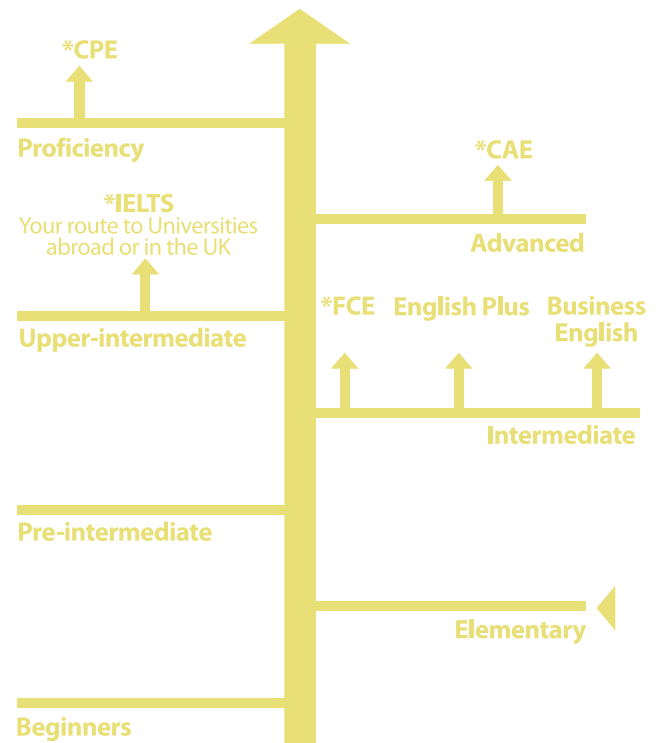 *CPE
Proficiency
*CAE
*IELTS
Your route to Universities
abroad or in the UK
Advanced
*FCE
English Plus
Business
English
Upper-intermediate
Intermediate
Pre-intermediate
Elementary
Beginners